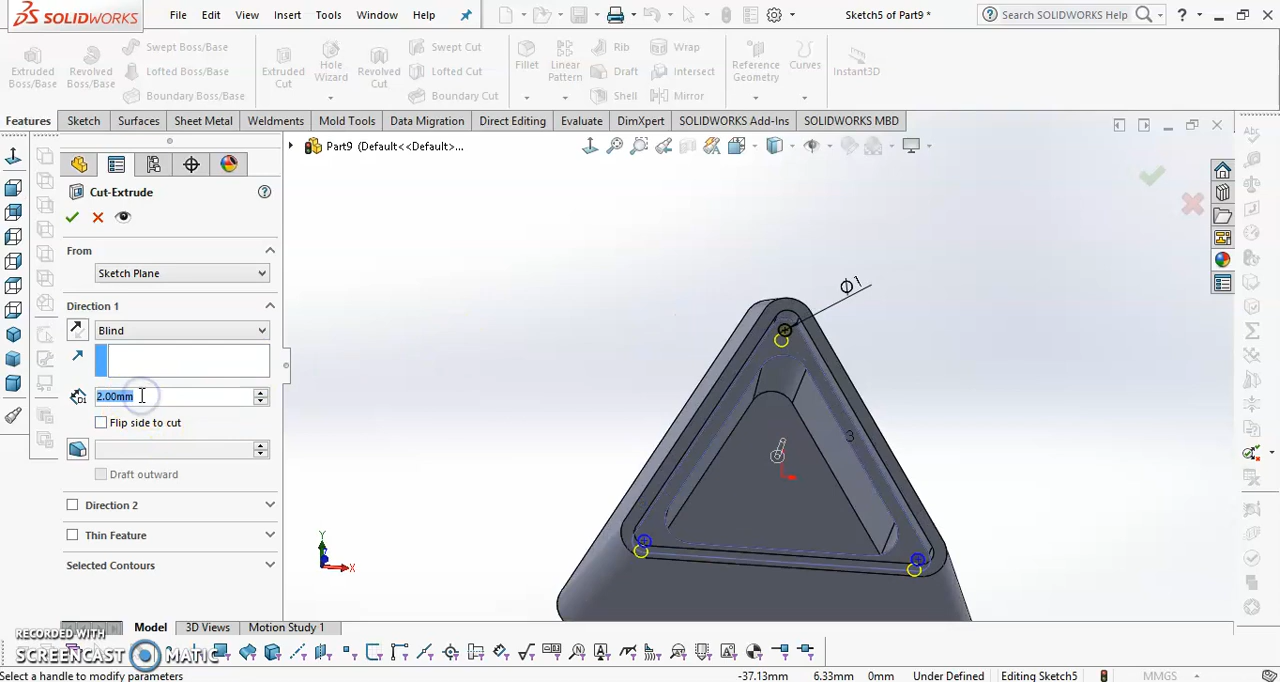 SOLIDWORKS
File Edit View Insert Tools Window Help
Sketch5 of Part9 *
Search SOLIDWORKS Help
Extruded Boss/Base
Revolved Boss/Base
Swept Boss/Base
Lofted Boss/Base
Boundary Boss/Base
Extruded Cut
Hole Wizard
Revolved Cut
Swept Cut
Lofted Cut
Boundary Cut
Fillet
Linear Pattern
Rib
Draft
Shell
Wrap
Intersect
Mirror
Reference Geometry
Curves
Instant3D
Features Sketch Surfaces Sheet Metal Weldments Mold Tools Data Migration Direct Editing Evaluate DimXpert SOLIDWORKS Add-Ins SOLIDWORKS MBD
Part9 (Default<<Default>...
Cut-Extrude
From
Sketch Plane
Direction 1
Blind
2.00mm
Flip side to cut
Draft outward
Direction 2
Thin Feature
Selected Contours
Φ1
3
Y
X
Model 3D Views Motion Study 1
RECORDED WITH
SCREENCAST MATIC
Select a handle to modify parameters
-37.13mm 6.33mm 0mm Under Defined Editing Sketch5 MMGS